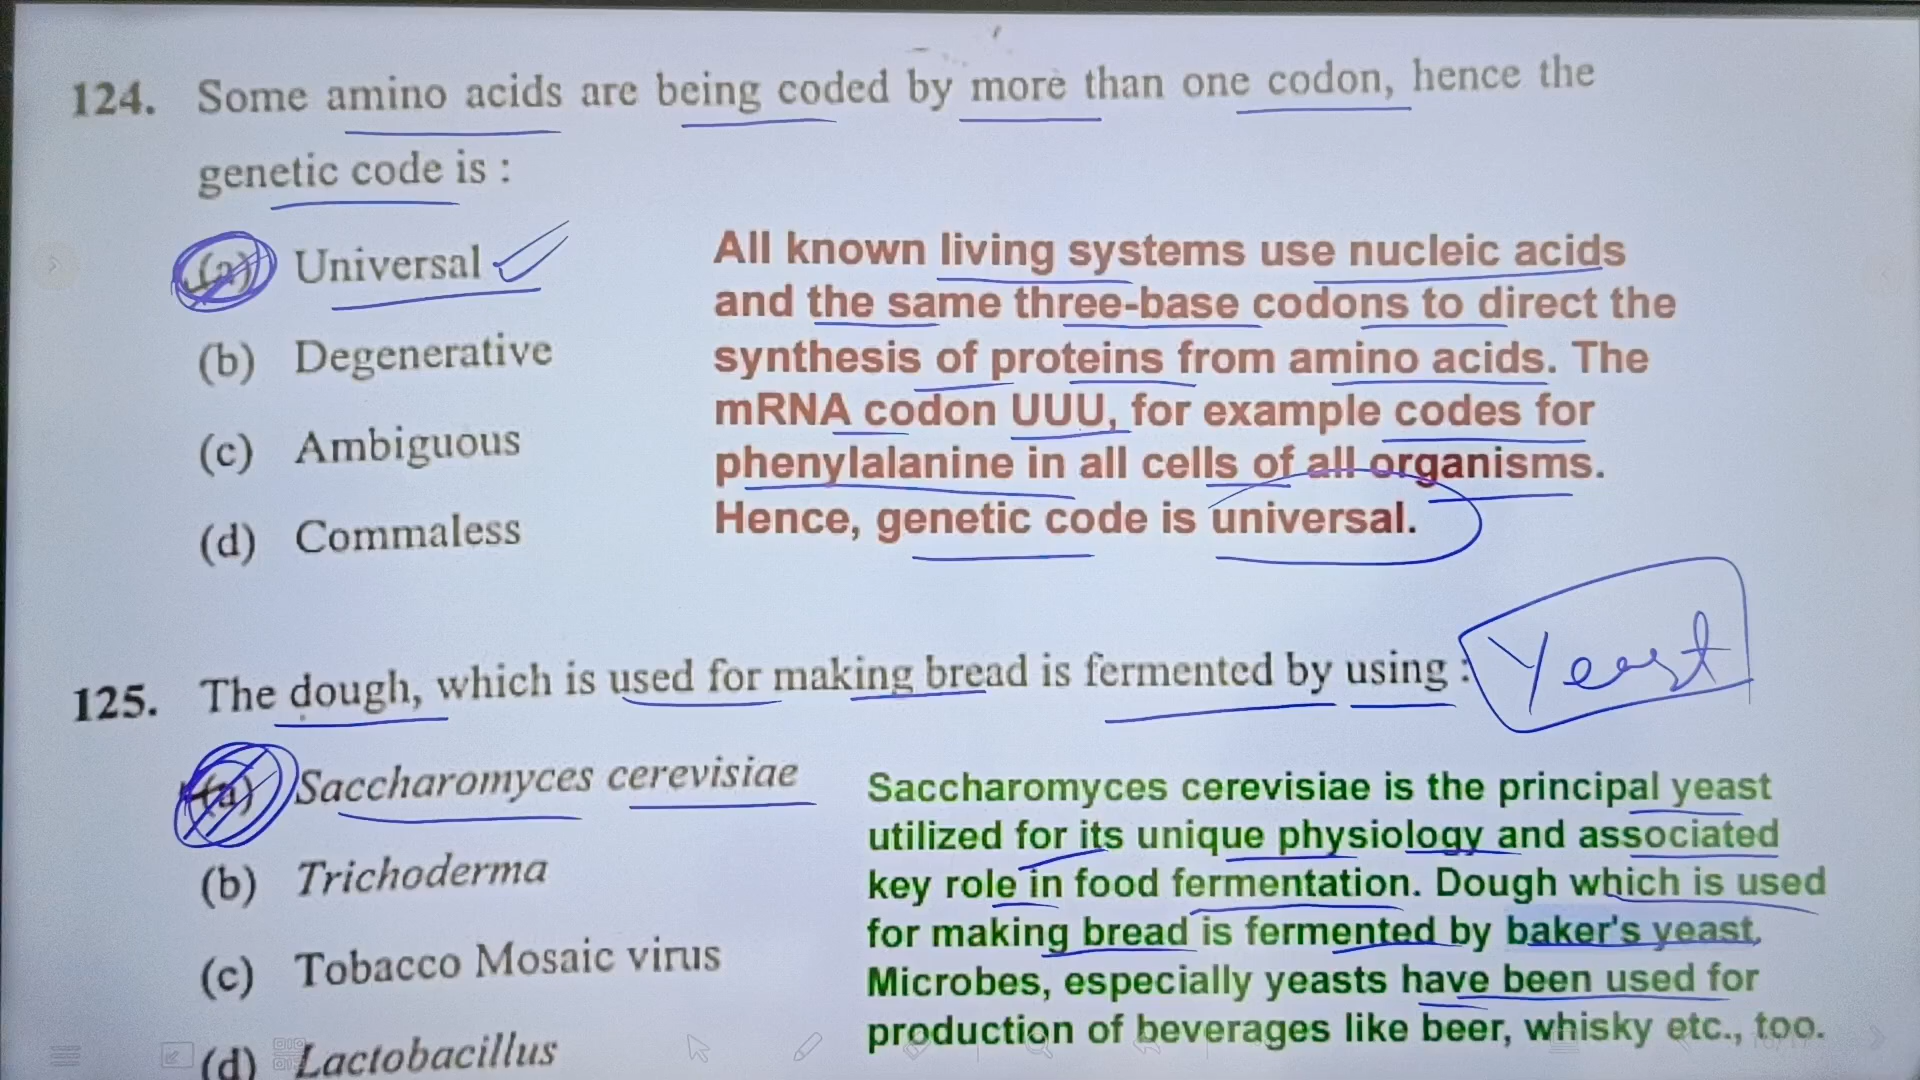 124. Some amino acids are being coded by more than one codon, hence the
genetic code is :
(a) Universal
(b) Degenerative
(c) Ambiguous
(d) Commaless
All known living systems use nucleic acids
and the same three-base codons to direct the
synthesis of proteins from amino acids. The
mRNA codon UUU, for example codes for
phenylalanine in all cells of all organisms.
Hence, genetic code is universal.
125. The dough, which is used for making bread is fermented by using :
Yeast
(a) Saccharomyces cerevisiae
(b) Trichoderma
(c) Tobacco Mosaic virus
(d) Lactobacillus
Saccharomyces cerevisiae is the principal yeast
utilized for its unique physiology and associated
key role in food fermentation. Dough which is used
for making bread is fermented by baker's yeast,
Microbes, especially yeasts have been used for
production of beverages like beer, whisky etc., too.